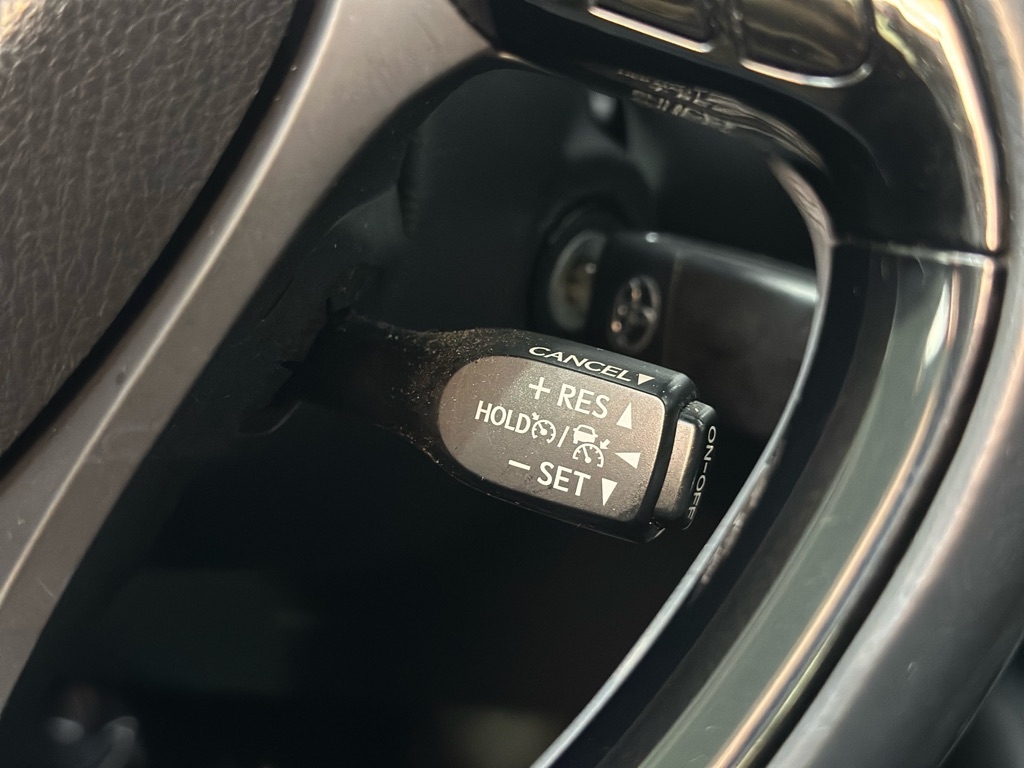 CANCEL▼
+ RES ▲
HOLD / ◀
− SET ▼
ON-OFF